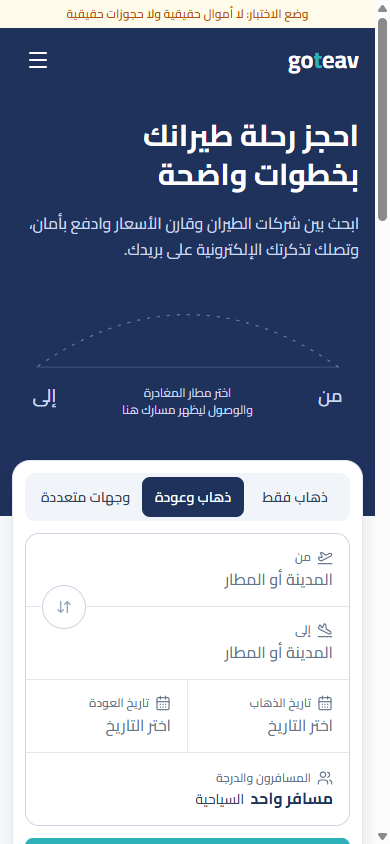 وضع الاختبار: لا أموال حقيقية ولا حجوزات حقيقية
goteav
احجز رحلة طيرانك
بخطوات واضحة
ابحث بين شركات الطيران وقارن الأسعار وادفع بأمان،
وتصلك تذكرتك الإلكترونية على بريدك.
من
اختر مطار المغادرة
والوصول ليظهر مسارك هنا
إلى
ذهاب فقط
ذهاب وعودة
وجهات متعددة
من
المدينة أو المطار
إلى
المدينة أو المطار
تاريخ الذهاب
اختر التاريخ
تاريخ العودة
اختر التاريخ
المسافرون والدرجة
مسافر واحد السياحية